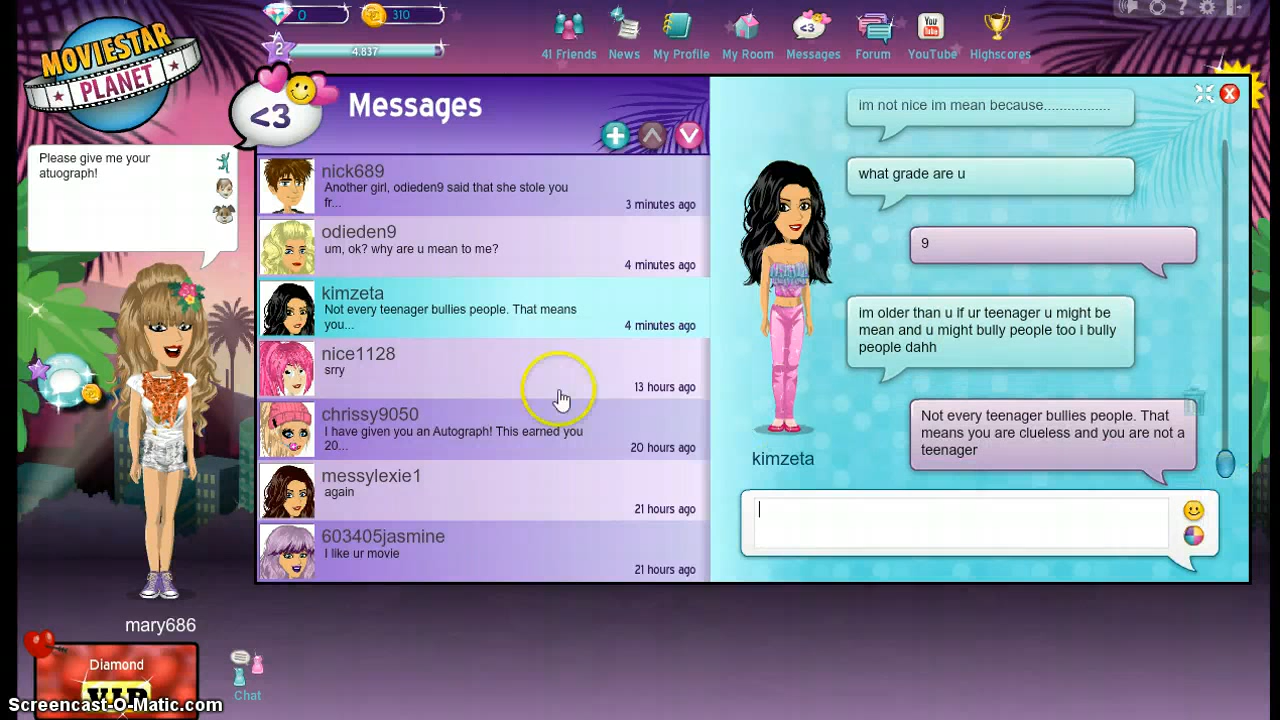 MOVIESTAR
PLANET
0
310
2
4.837
41 Friends
News
My Profile
My Room
<3
Messages
Forum
You
Tube
YouTube
Highscores
Please give me your
atuograph!
<3
Messages
nick689
Another girl, odieden9 said that she stole you
fr...
3 minutes ago
odieden9
um, ok? why are u mean to me?
4 minutes ago
kimzeta
Not every teenager bullies people. That means
you...
4 minutes ago
nice1128
srry
13 hours ago
chrissy9050
I have given you an Autograph! This earned you
20...
20 hours ago
messylexie1
again
21 hours ago
603405jasmine
I like ur movie
21 hours ago
im not nice im mean because................
what grade are u
9
im older than u if ur teenager u might be
mean and u might bully people too i bully
people dahh
Not every teenager bullies people. That
means you are clueless and you are not a
teenager
kimzeta
mary686
Diamond
VIP
Chat
Screencast-O-Matic.com